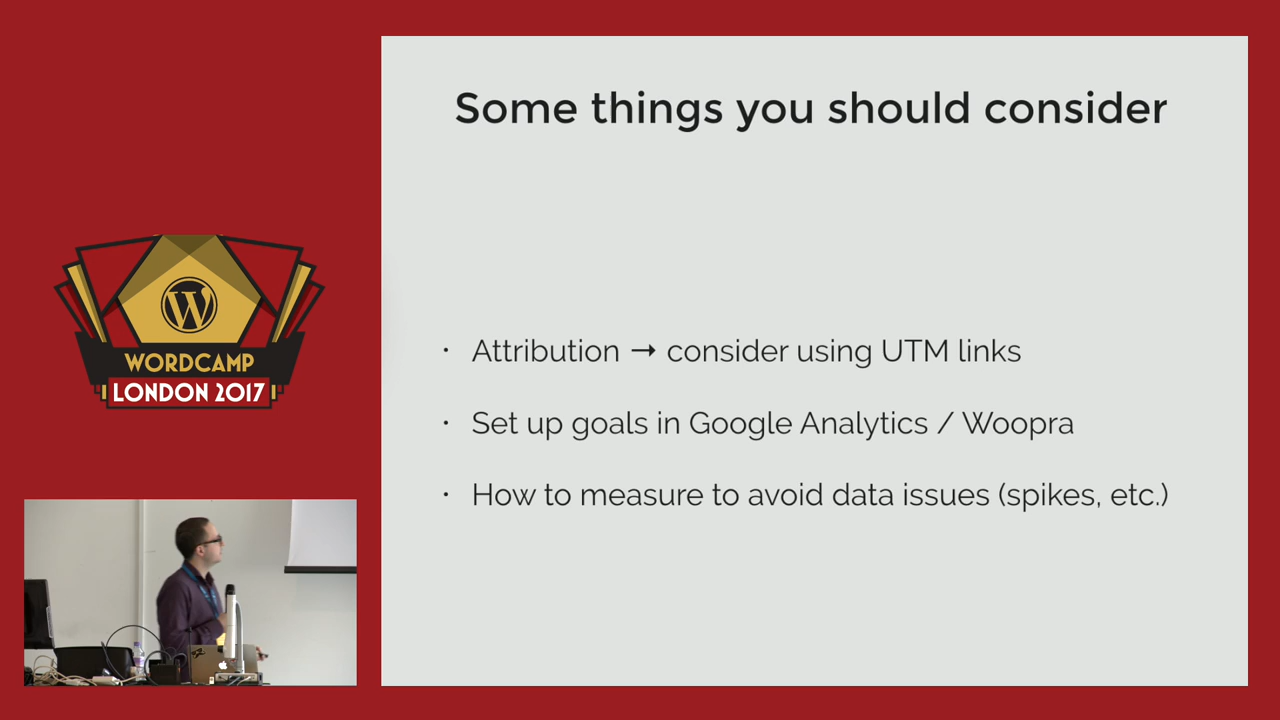 Some things you should consider
· Attribution → consider using UTM links
· Set up goals in Google Analytics / Woopra
· How to measure to avoid data issues (spikes, etc.)
W
WORDCAMP
LONDON 2017